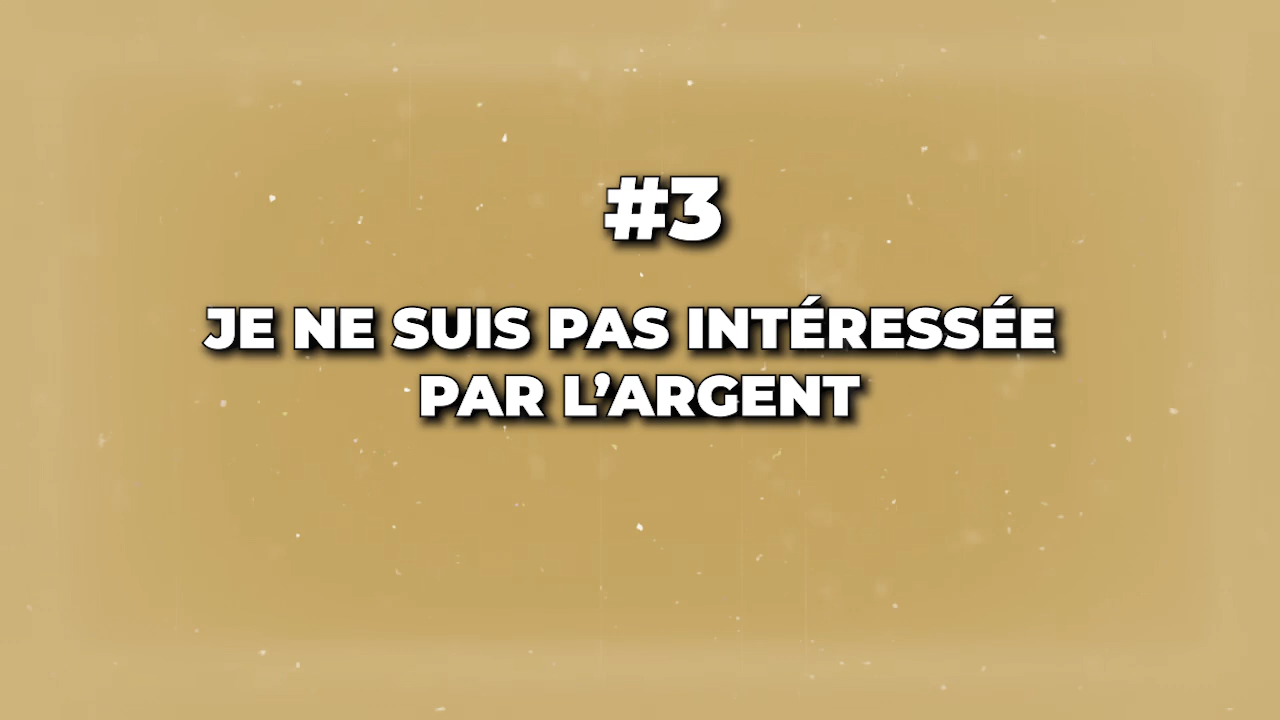 #3
JE NE SUIS PAS INTÉRESSÉE
PAR L’ARGENT